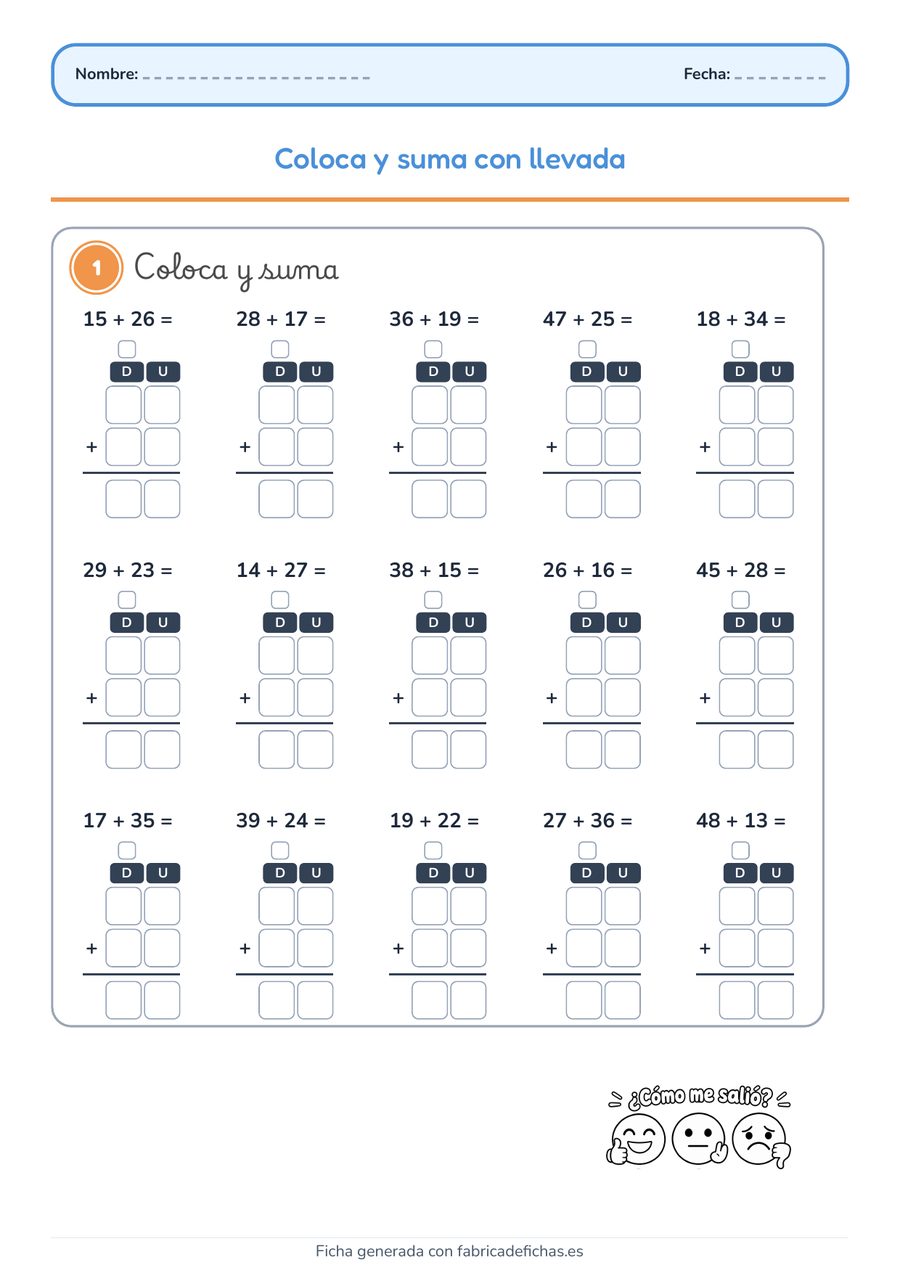 Nombre: Fecha:
Coloca y suma con llevada
1 Coloca y suma
15 + 26 = 28 + 17 = 36 + 19 = 47 + 25 = 18 + 34 =
D U D U D U D U D U
+ + + + +
29 + 23 = 14 + 27 = 38 + 15 = 26 + 16 = 45 + 28 =
D U D U D U D U D U
+ + + + +
17 + 35 = 39 + 24 = 19 + 22 = 27 + 36 = 48 + 13 =
D U D U D U D U D U
+ + + + +
¿Cómo me salió?
Ficha generada con fabricadefichas.es